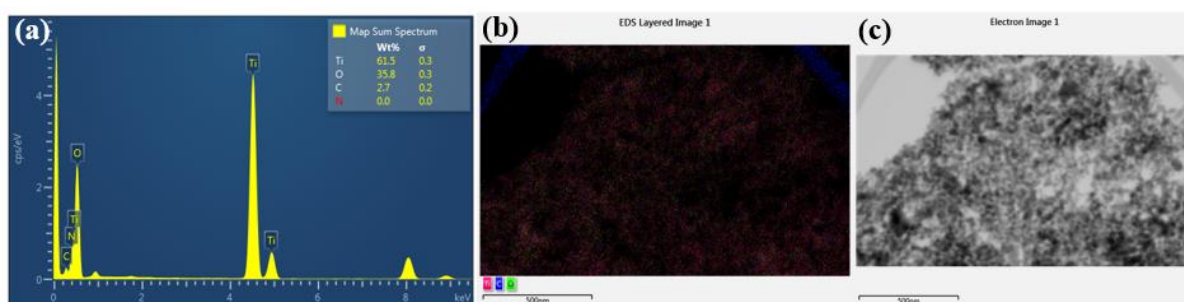 (a)
Map Sum Spectrum
Wt% σ
Ti 61.5 0.3
O 35.8 0.3
C 2.7 0.2
N 0.0 0.0
cps/eV
4
2
0
Ti
O
Ti
N
C
Ti
0 2 4 6 8 keV
(b)
EDS Layered Image 1
Ti C O
500nm
(c)
Electron Image 1
500nm